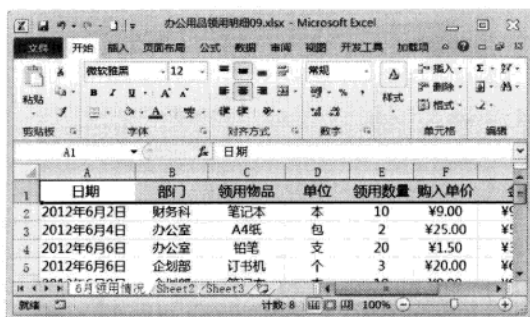 办公用品领用明细09.xlsx - Microsoft Excel
文件 开始 插入 页面布局 公式 数据 审阅 视图 开发工具 加载项
粘贴 微软雅黑 12 常规 样式 插入 删除 格式
剪贴板 字体 对齐方式 数字 单元格 编辑
A1 fx 日期
A B C D E F
1 日期 部门 领用物品 单位 领用数量 购入单价
2 2012年6月2日 财务科 笔记本 本 10 ¥9.00
3 2012年6月4日 办公室 A4纸 包 2 ¥25.00
4 2012年6月6日 办公室 铅笔 支 20 ¥1.50
5 2012年6月6日 企划部 订书机 个 3 ¥20.00
6月领用情况 Sheet2 Sheet3
就绪 计数: 8 100%